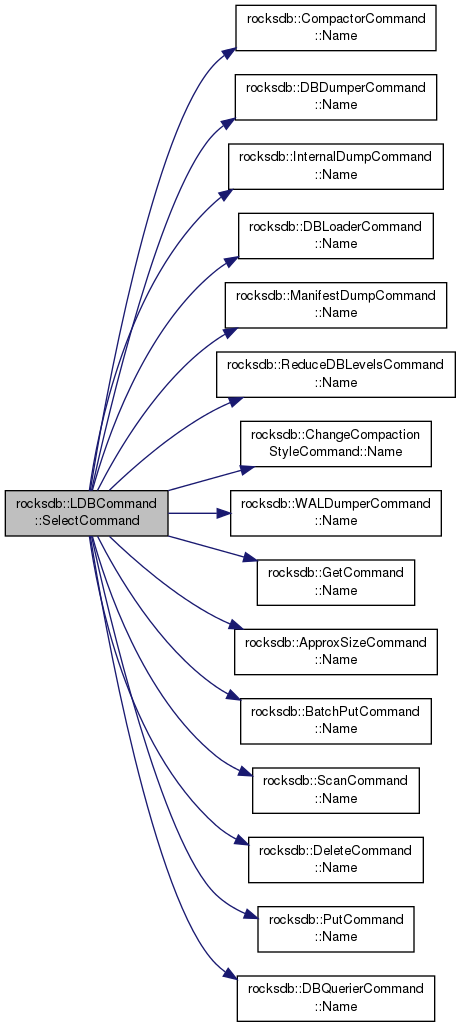 rocksdb::CompactorCommand
::Name
rocksdb::DBDumperCommand
::Name
rocksdb::InternalDumpCommand
::Name
rocksdb::DBLoaderCommand
::Name
rocksdb::ManifestDumpCommand
::Name
rocksdb::ReduceDBLevelsCommand
::Name
rocksdb::ChangeCompaction
StyleCommand::Name
rocksdb::LDBCommand
::SelectCommand
rocksdb::WALDumperCommand
::Name
rocksdb::GetCommand
::Name
rocksdb::ApproxSizeCommand
::Name
rocksdb::BatchPutCommand
::Name
rocksdb::ScanCommand
::Name
rocksdb::DeleteCommand
::Name
rocksdb::PutCommand
::Name
rocksdb::DBQuerierCommand
::Name